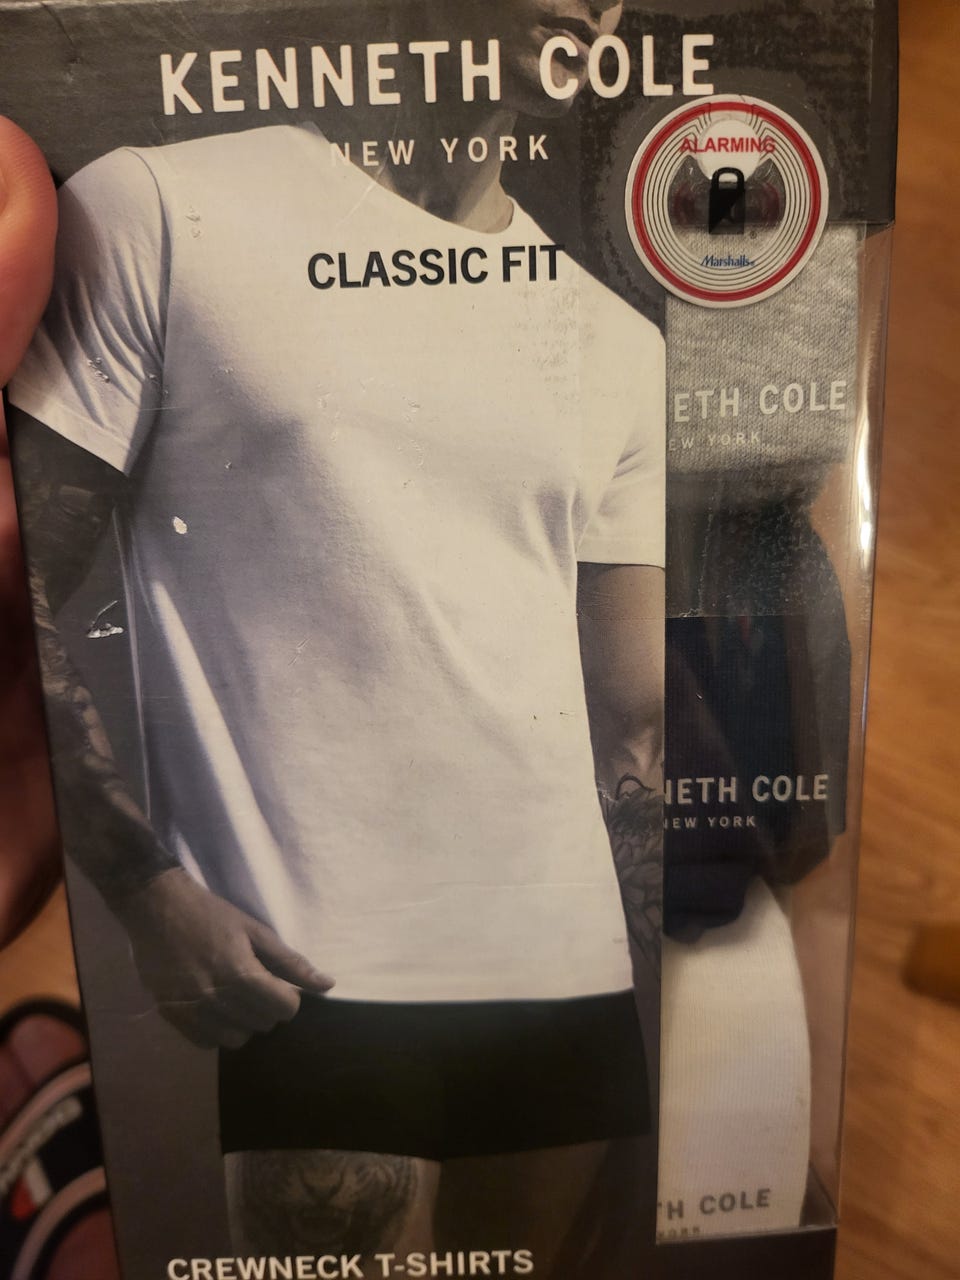 KENNETH COLE
NEW YORK
ALARMING
®
Marshalls
CLASSIC FIT
ETH COLE
EW YORK
NETH COLE
NEW YORK
TH COLE
CREWNECK T-SHIRTS